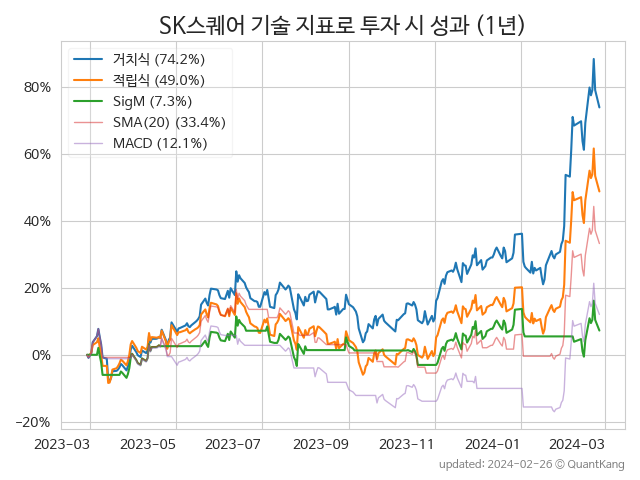 SK스퀘어 기술 지표로 투자 시 성과 (1년)
거치식 (74.2%)
적립식 (49.0%)
SigM (7.3%)
SMA(20) (33.4%)
MACD (12.1%)
80%
60%
40%
20%
0%
−20%
2023-03 2023-05 2023-07 2023-09 2023-11 2024-01 2024-03
updated: 2024-02-26 © QuantKang